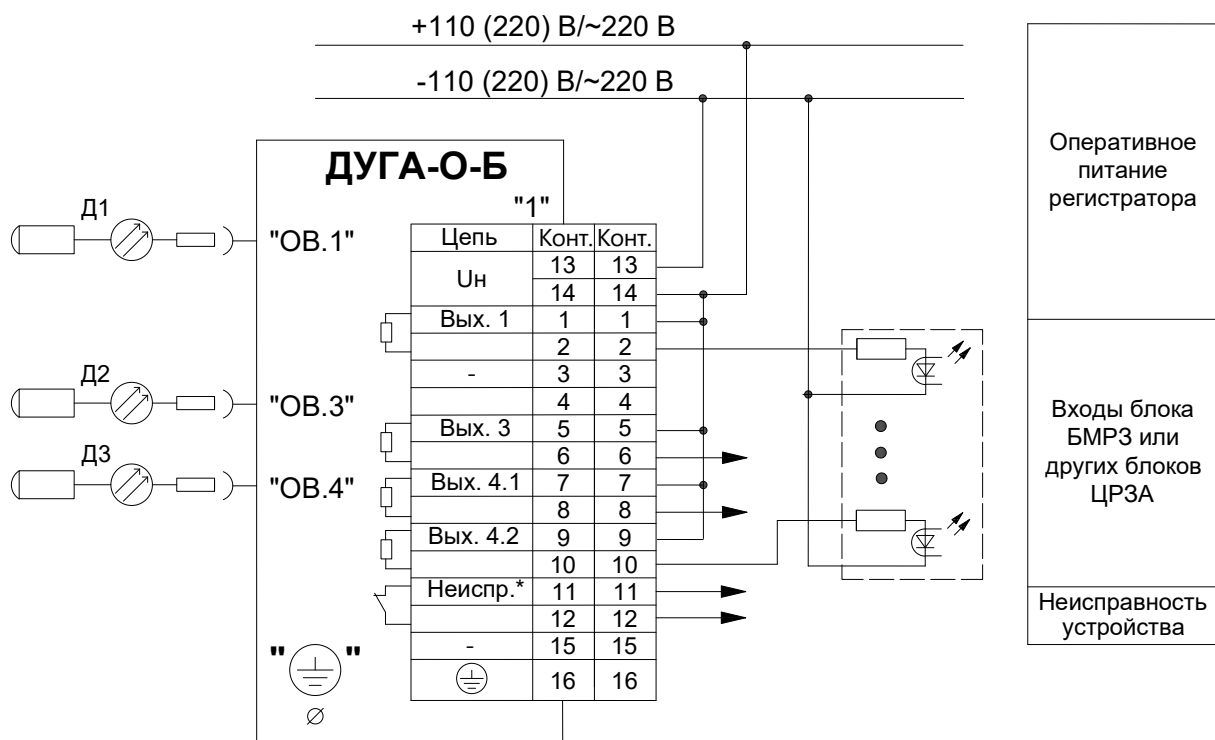 +110 (220) В/~220 В
-110 (220) В/~220 В
ДУГА-О-Б
"1"
Д1
"ОВ.1"
Д2
"ОВ.3"
Д3
"ОВ.4"
Цепь Конт. Конт.
Uн 13 13
14 14
Вых. 1 1 1
2 2
- 3 3
4 4
Вых. 3 5 5
6 6
Вых. 4.1 7 7
8 8
Вых. 4.2 9 9
10 10
Неиспр.* 11 11
12 12
- 15 15
16 16
" "
Оперативное
питание
регистратора
Входы блока
БМРЗ или
других блоков
ЦРЗА
Неисправность
устройства